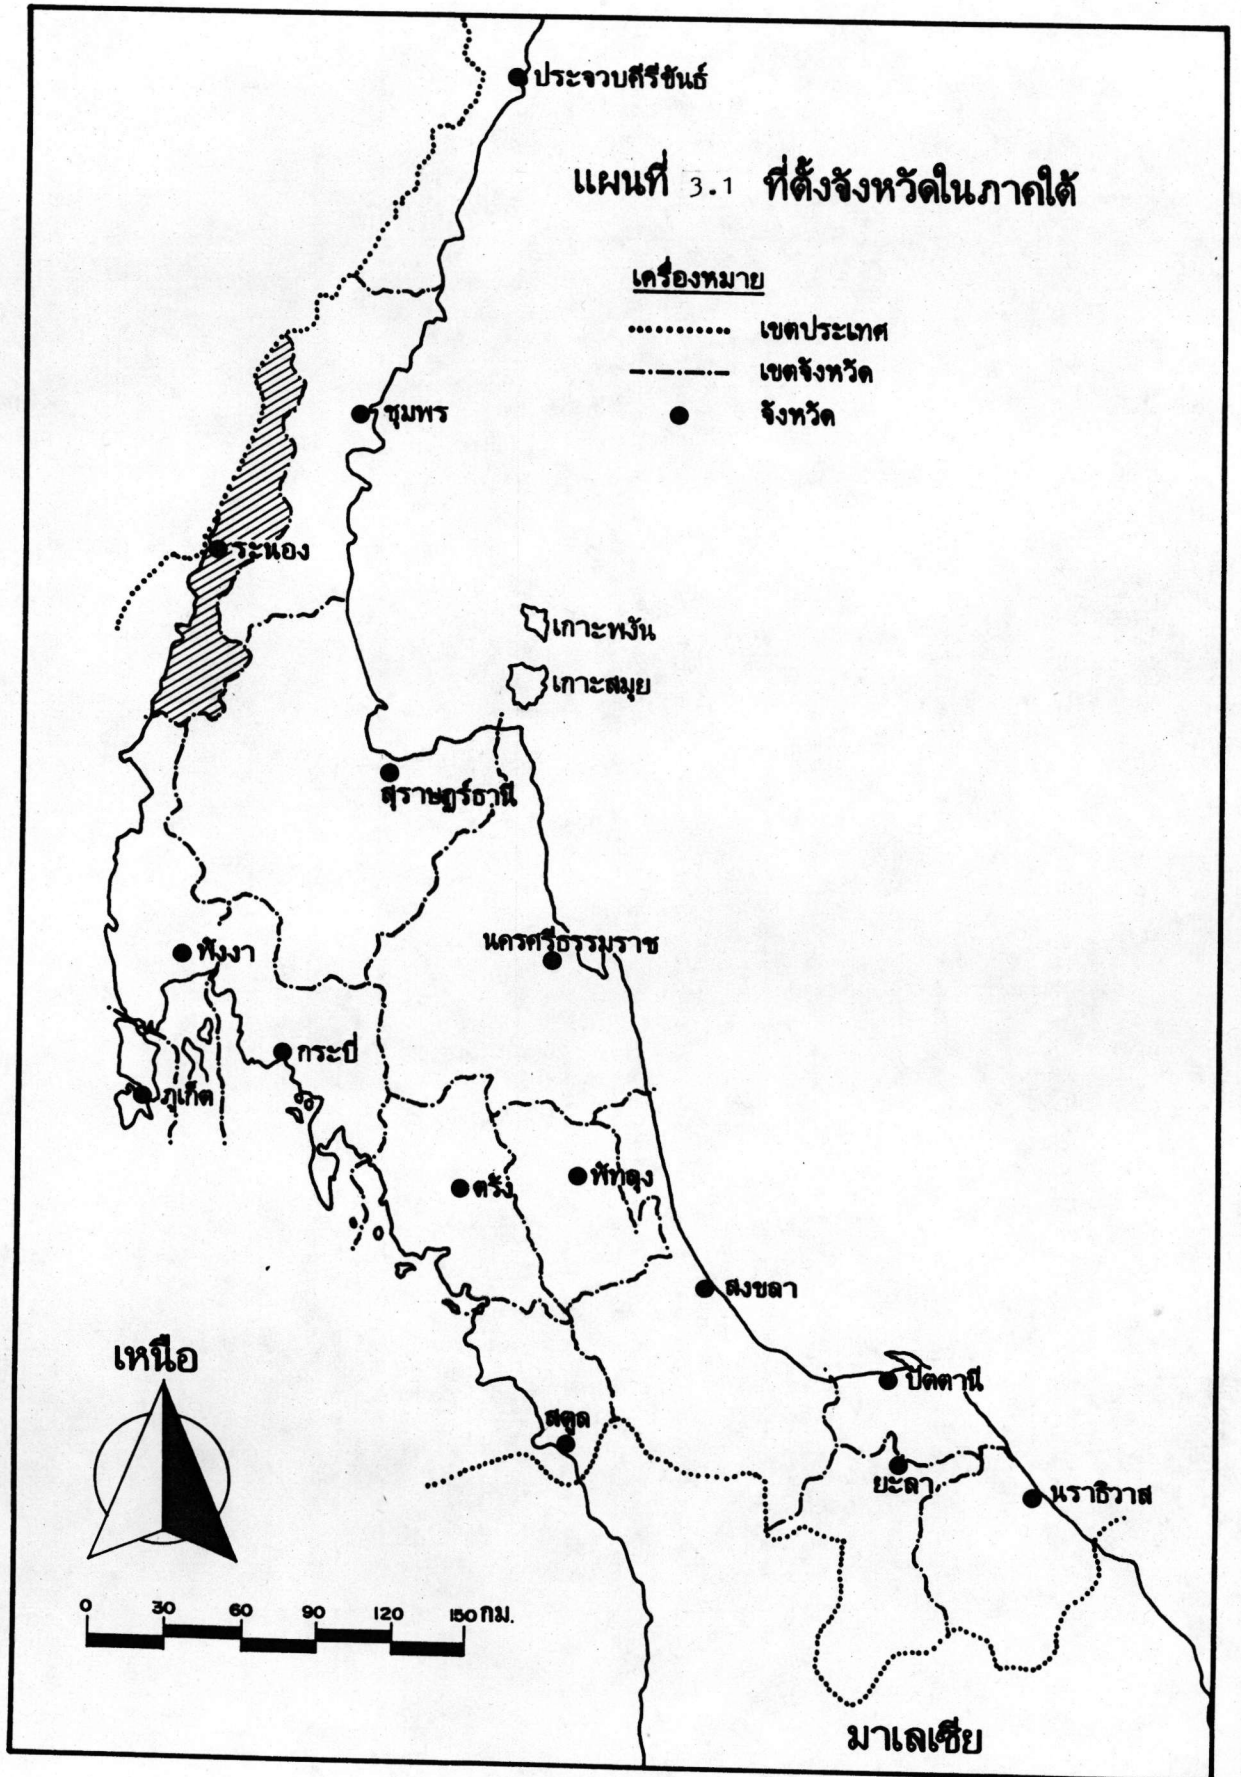 ประจวบคีรีขันธ์
แผนที่ 3.1 ที่ตั้งจังหวัดในภาคใต้
เครื่องหมาย
เขตประเทศ
เขตจังหวัด
จังหวัด
ชุมพร
ระนอง
เกาะพงัน
เกาะสมุย
สุราษฎร์ธานี
นครศรีธรรมราช
พังงา
กระบี่
ภูเก็ต
ตรัง
พัทลุง
สงขลา
ปัตตานี
สตูล
ยะลา
นราธิวาส
เหนือ
0 30 60 90 120 150 กม.
มาเลเซีย